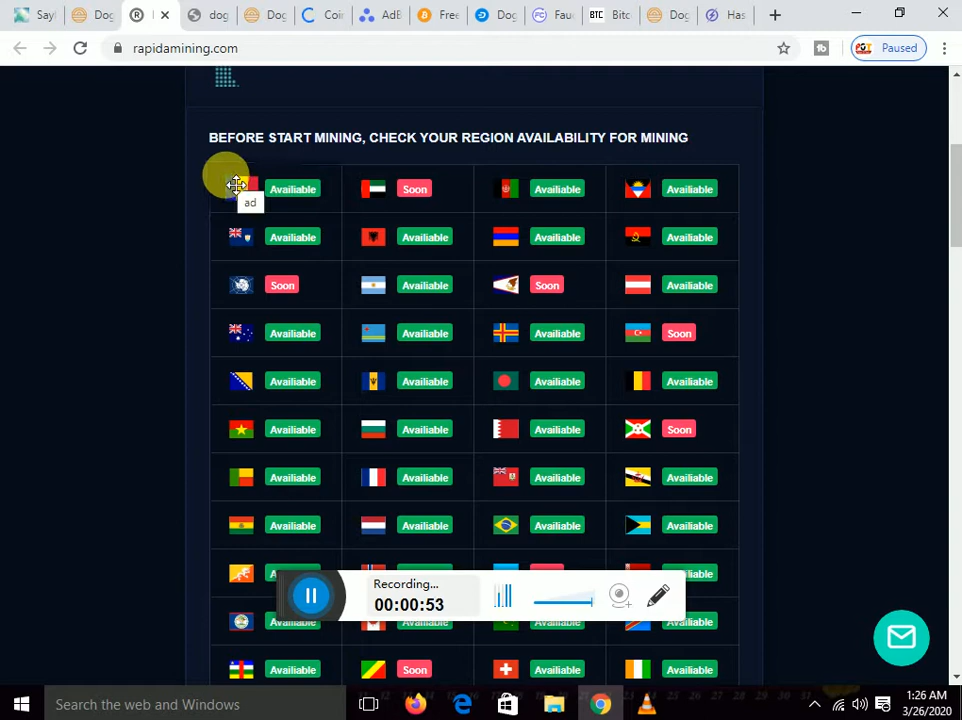 Sayl
Dog
R
dog
Dog
Coi
AdB
Free
Dog
Fau
BTC Bitc
Dog
Has
rapidamining.com
Paused
BEFORE START MINING, CHECK YOUR REGION AVAILABILITY FOR MINING
Availiable Soon Availiable Availiable
ad
Availiable Availiable Availiable Availiable
Soon Availiable Soon Availiable
Availiable Availiable Availiable Soon
Availiable Availiable Availiable Availiable
Availiable Availiable Availiable Soon
Availiable Availiable Availiable Availiable
Availiable Availiable Availiable Availiable
Recording...
00:00:53
Availiable Soon Availiable Availiable
Search the web and Windows
1:26 AM
3/26/2020